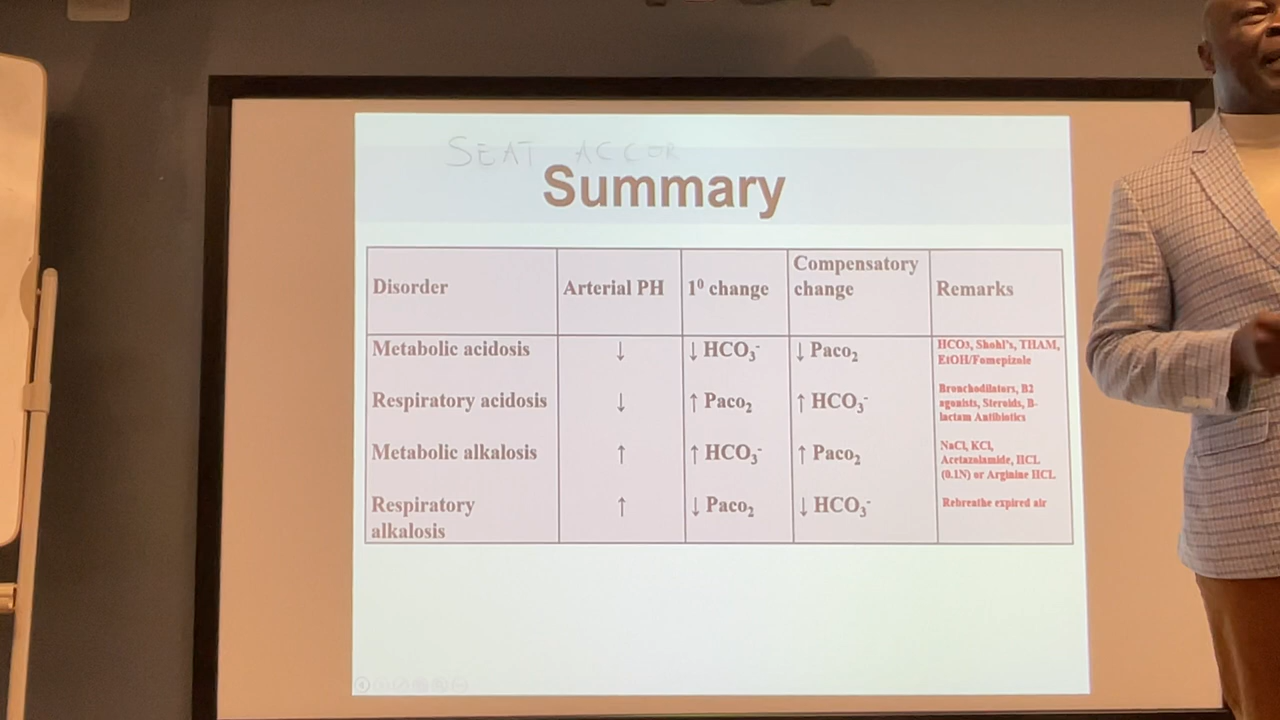 SEAT ACCOR
Summary
Disorder
Arterial PH
1⁰ change
Compensatory
change
Remarks
Metabolic acidosis
↓
↓ HCO₃⁻
↓ Paco₂
HCO3, Shohl's, THAM,
EtOH/Fomepizole
Respiratory acidosis
↓
↑ Paco₂
↑ HCO₃⁻
Bronchodilators, B2
agonists, Steroids, B-
lactam Antibiotics
Metabolic alkalosis
↑
↑ HCO₃⁻
↑ Paco₂
NaCl, KCl,
Acetazolamide, HCL
(0.1N) or Arginine HCL
Respiratory
alkalosis
↑
↓ Paco₂
↓ HCO₃⁻
Rebreathe expired air